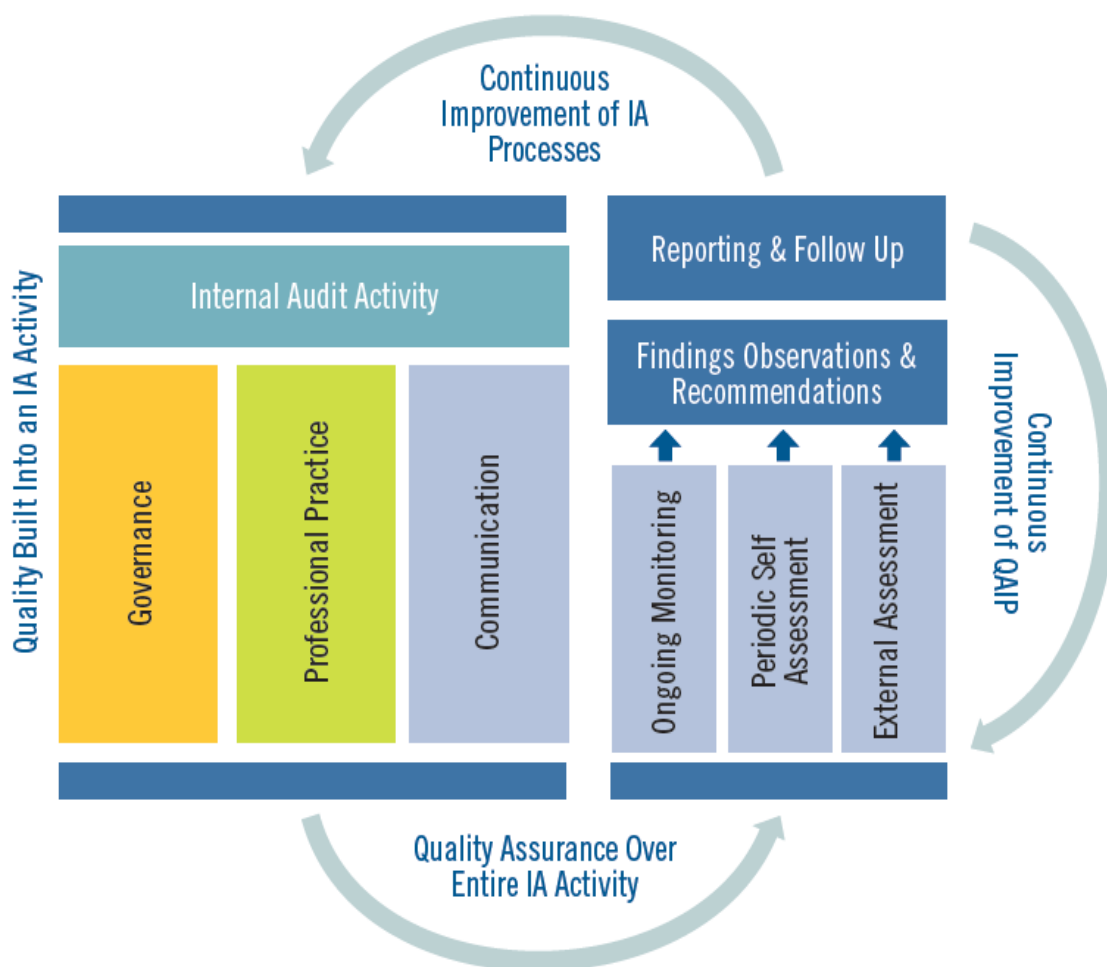 Continuous
Improvement of IA
Processes
Quality Built Into an IA Activity
Internal Audit Activity
Governance
Professional Practice
Communication
Reporting & Follow Up
Findings Observations &
Recommendations
Ongoing Monitoring
Periodic Self
Assessment
External Assessment
Continuous
Improvement of QAIP
Quality Assurance Over
Entire IA Activity